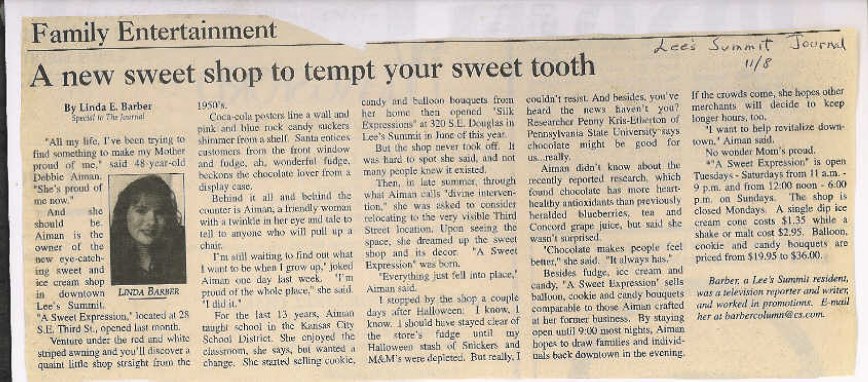 Family Entertainment
Lee's Summit Journal
11/8
A new sweet shop to tempt your sweet tooth
By Linda E. Barber
Special to The Journal
"All my life, I've been trying to
find something to make my Mother
proud of me," said 48-year-old
Debbie Aiman.
"She's proud of
me now."
And she
should be.
Aiman is the
owner of the
new eye-catch-
ing sweet and
ice cream shop
in downtown
Lee's Summit.
LINDA BARBER
"A Sweet Expression", located at 28
S.E. Third St., opened last month.
Venture under the red and white
striped awning and you'll discover a
quaint little shop straight from the
1950's.
Coca-cola posters line a wall and
pink and blue rock candy suckers
shimmer from a shelf. Santa entices
customers from the front window
and fudge, ah, wonderful fudge,
beckons the chocolate lover from a
display case.
Behind it all and behind the
counter is Aiman, a friendly woman
with a twinkle in her eye and tale to
tell to anyone who will pull up a
chair.
"I'm still waiting to find out what
I want to be when I grow up," joked
Aiman one day last week. "I'm
proud of the whole place," she said.
"I did it."
For the last 13 years, Aiman
taught school in the Kansas City
School District. She enjoyed the
classroom, she says, but wanted a
change. She started selling cookie,
candy and balloon bouquets from
her home then opened "Silk
Expressions" at 320 S.E. Douglas in
Lee's Summit in June of this year.
But the shop never took off. It
was hard to spot she said, and not
many people knew it existed.
Then, in late summer, through
what Aiman calls "divine interven-
tion," she was asked to consider
relocating to the very visible Third
Street location. Upon seeing the
space, she dreamed up the sweet
shop and its decor. "A Sweet
Expression" was born.
"Everything just fell into place,"
Aiman said.
I stopped by the shop a couple
days after Halloween; I know, I
know. I should have stayed clear of
the store's fudge until my
Halloween stash of Snickers and
M&M's were depleted. But really, I
couldn't resist. And besides, you've
heard the news haven't you?
Researcher Penny Kris-Etherton of
Pennsylvania State University says
chocolate might be good for
us...really.
Aiman didn't know about the
recently reported research, which
found chocolate has more heart-
healthy antioxidants than previously
heralded blueberries, tea and
Concord grape juice, but said she
wasn't surprised.
"Chocolate makes people feel
better," she said. "It always has."
Besides fudge, ice cream and
candy, "A Sweet Expression" sells
balloon, cookie and candy bouquets
comparable to those Aiman crafted
at her former business. By staying
open until 9:00 most nights, Aiman
hopes to draw families and individ-
uals back downtown in the evening.
If the crowds come, she hopes other
merchants will decide to keep
longer hours, too.
"I want to help revitalize down-
town," Aiman said.
No wonder Mom's proud.
*"A Sweet Expression" is open
Tuesdays - Saturdays from 11 a.m. -
9 p.m. and from 12:00 noon - 6:00
p.m. on Sundays. The shop is
closed Mondays. A single dip ice
cream cone costs $1.35 while a
shake or malt cost $2.95. Balloon,
cookie and candy bouquets are
priced from $19.95 to $36.00.
Barber, a Lee's Summit resident,
was a television reporter and writer,
and worked in promotions. E-mail
her at barbercolumn@cs.com.